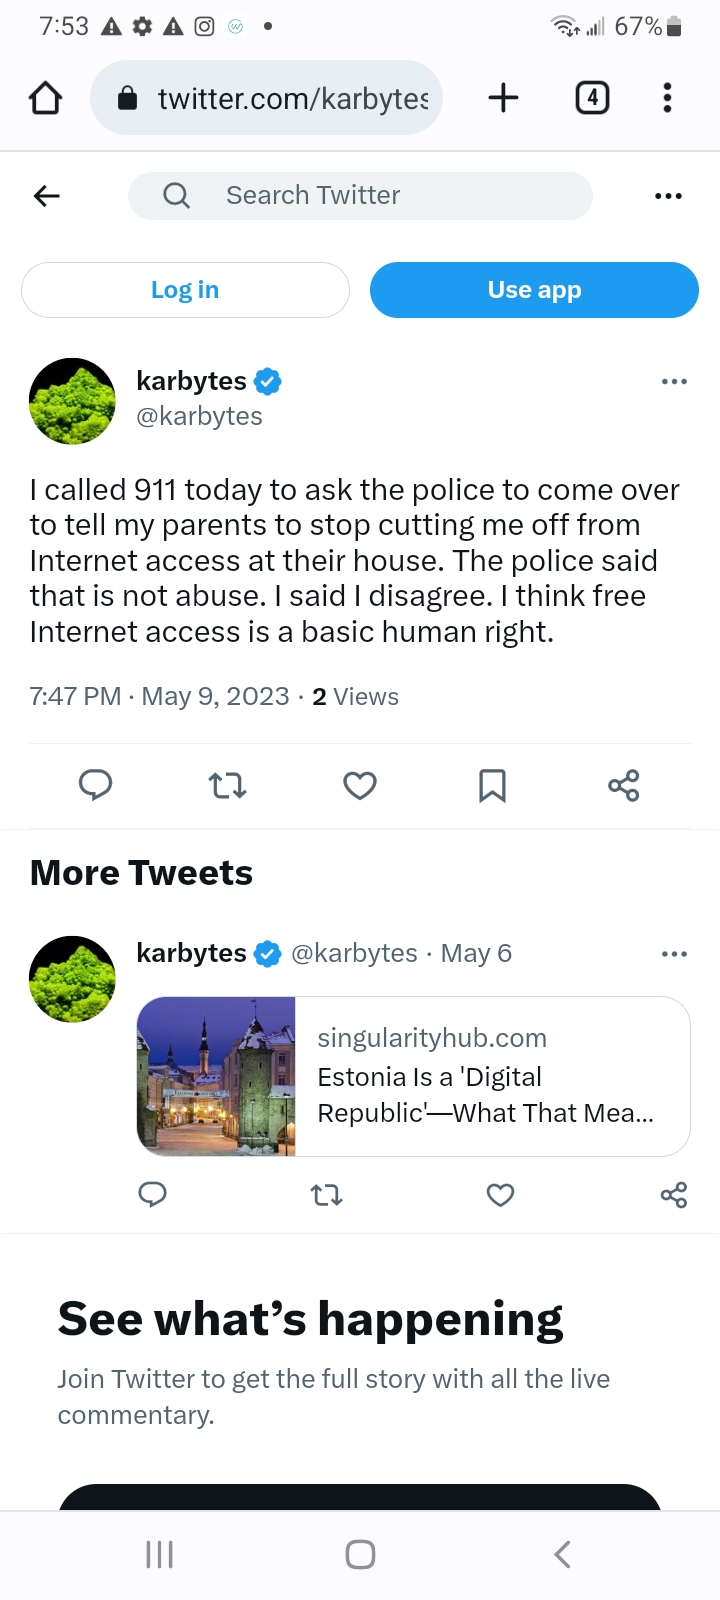 7:53
67%
twitter.com/karbytes
4
Search Twitter
Log in
Use app
karbytes
@karbytes
I called 911 today to ask the police to come over
to tell my parents to stop cutting me off from
Internet access at their house. The police said
that is not abuse. I said I disagree. I think free
Internet access is a basic human right.
7:47 PM · May 9, 2023 · 2 Views
More Tweets
karbytes @karbytes · May 6
singularityhub.com
Estonia Is a 'Digital
Republic'—What That Mea...
See what’s happening
Join Twitter to get the full story with all the live
commentary.